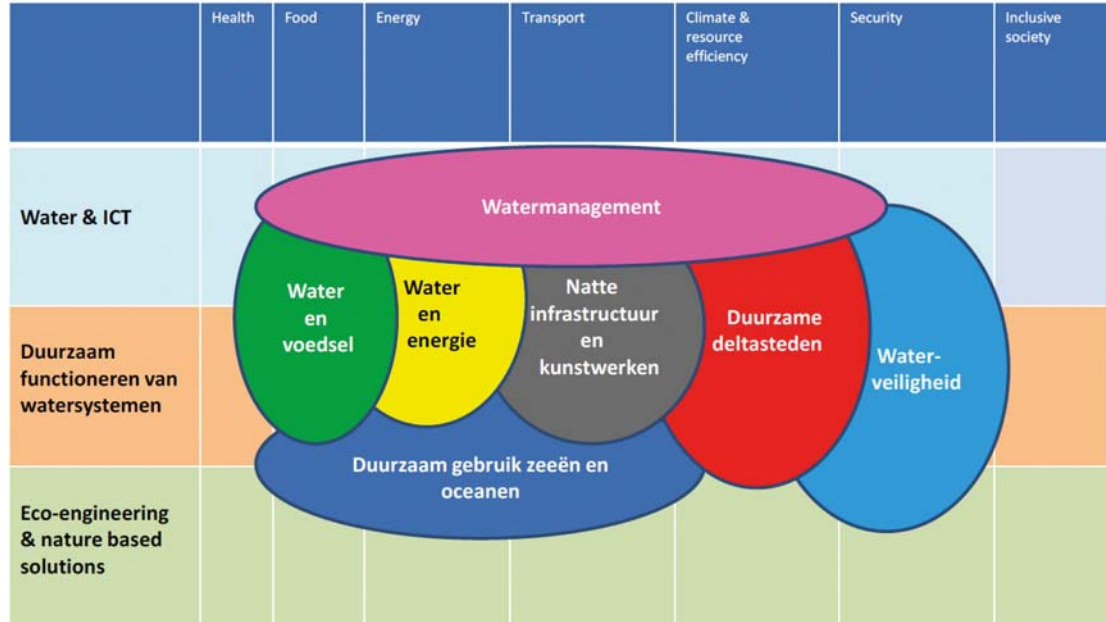 Health
Food
Energy
Transport
Climate &
resource
efficiency
Security
Inclusive
society
Water & ICT
Watermanagement
Water
en
voedsel
Water
en
energie
Natte
infrastructuur
en
kunstwerken
Duurzame
deltasteden
Water-
veiligheid
Duurzaam
functioneren van
watersystemen
Duurzaam gebruik zeeën en
oceanen
Eco-engineering
& nature based
solutions